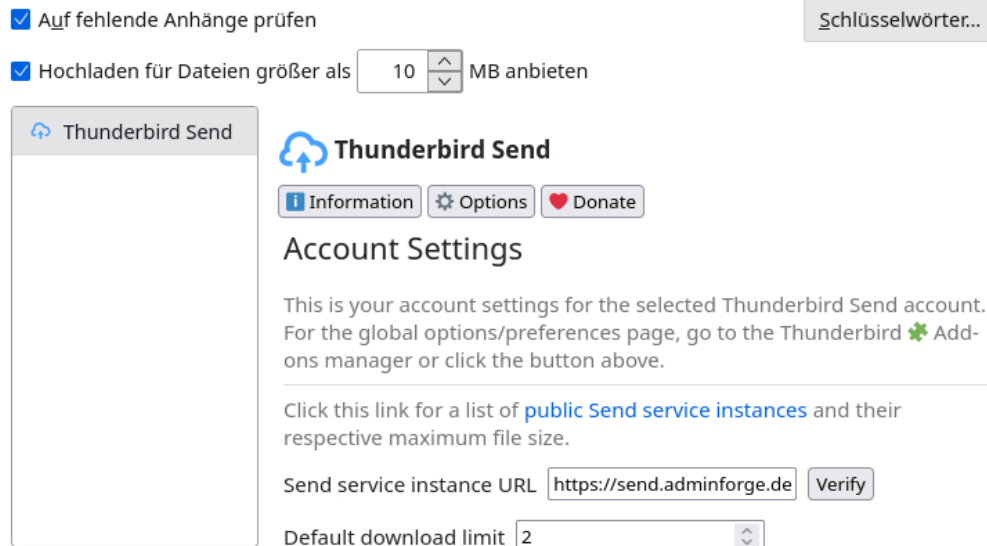 Auf fehlende Anhänge prüfen
Schlüsselwörter...
Hochladen für Dateien größer als 10 MB anbieten
Thunderbird Send
Thunderbird Send
Information Options Donate
Account Settings
This is your account settings for the selected Thunderbird Send account.
For the global options/preferences page, go to the Thunderbird Add-
ons manager or click the button above.
Click this link for a list of public Send service instances and their
respective maximum file size.
Send service instance URL https://send.adminforge.de Verify
Default download limit 2